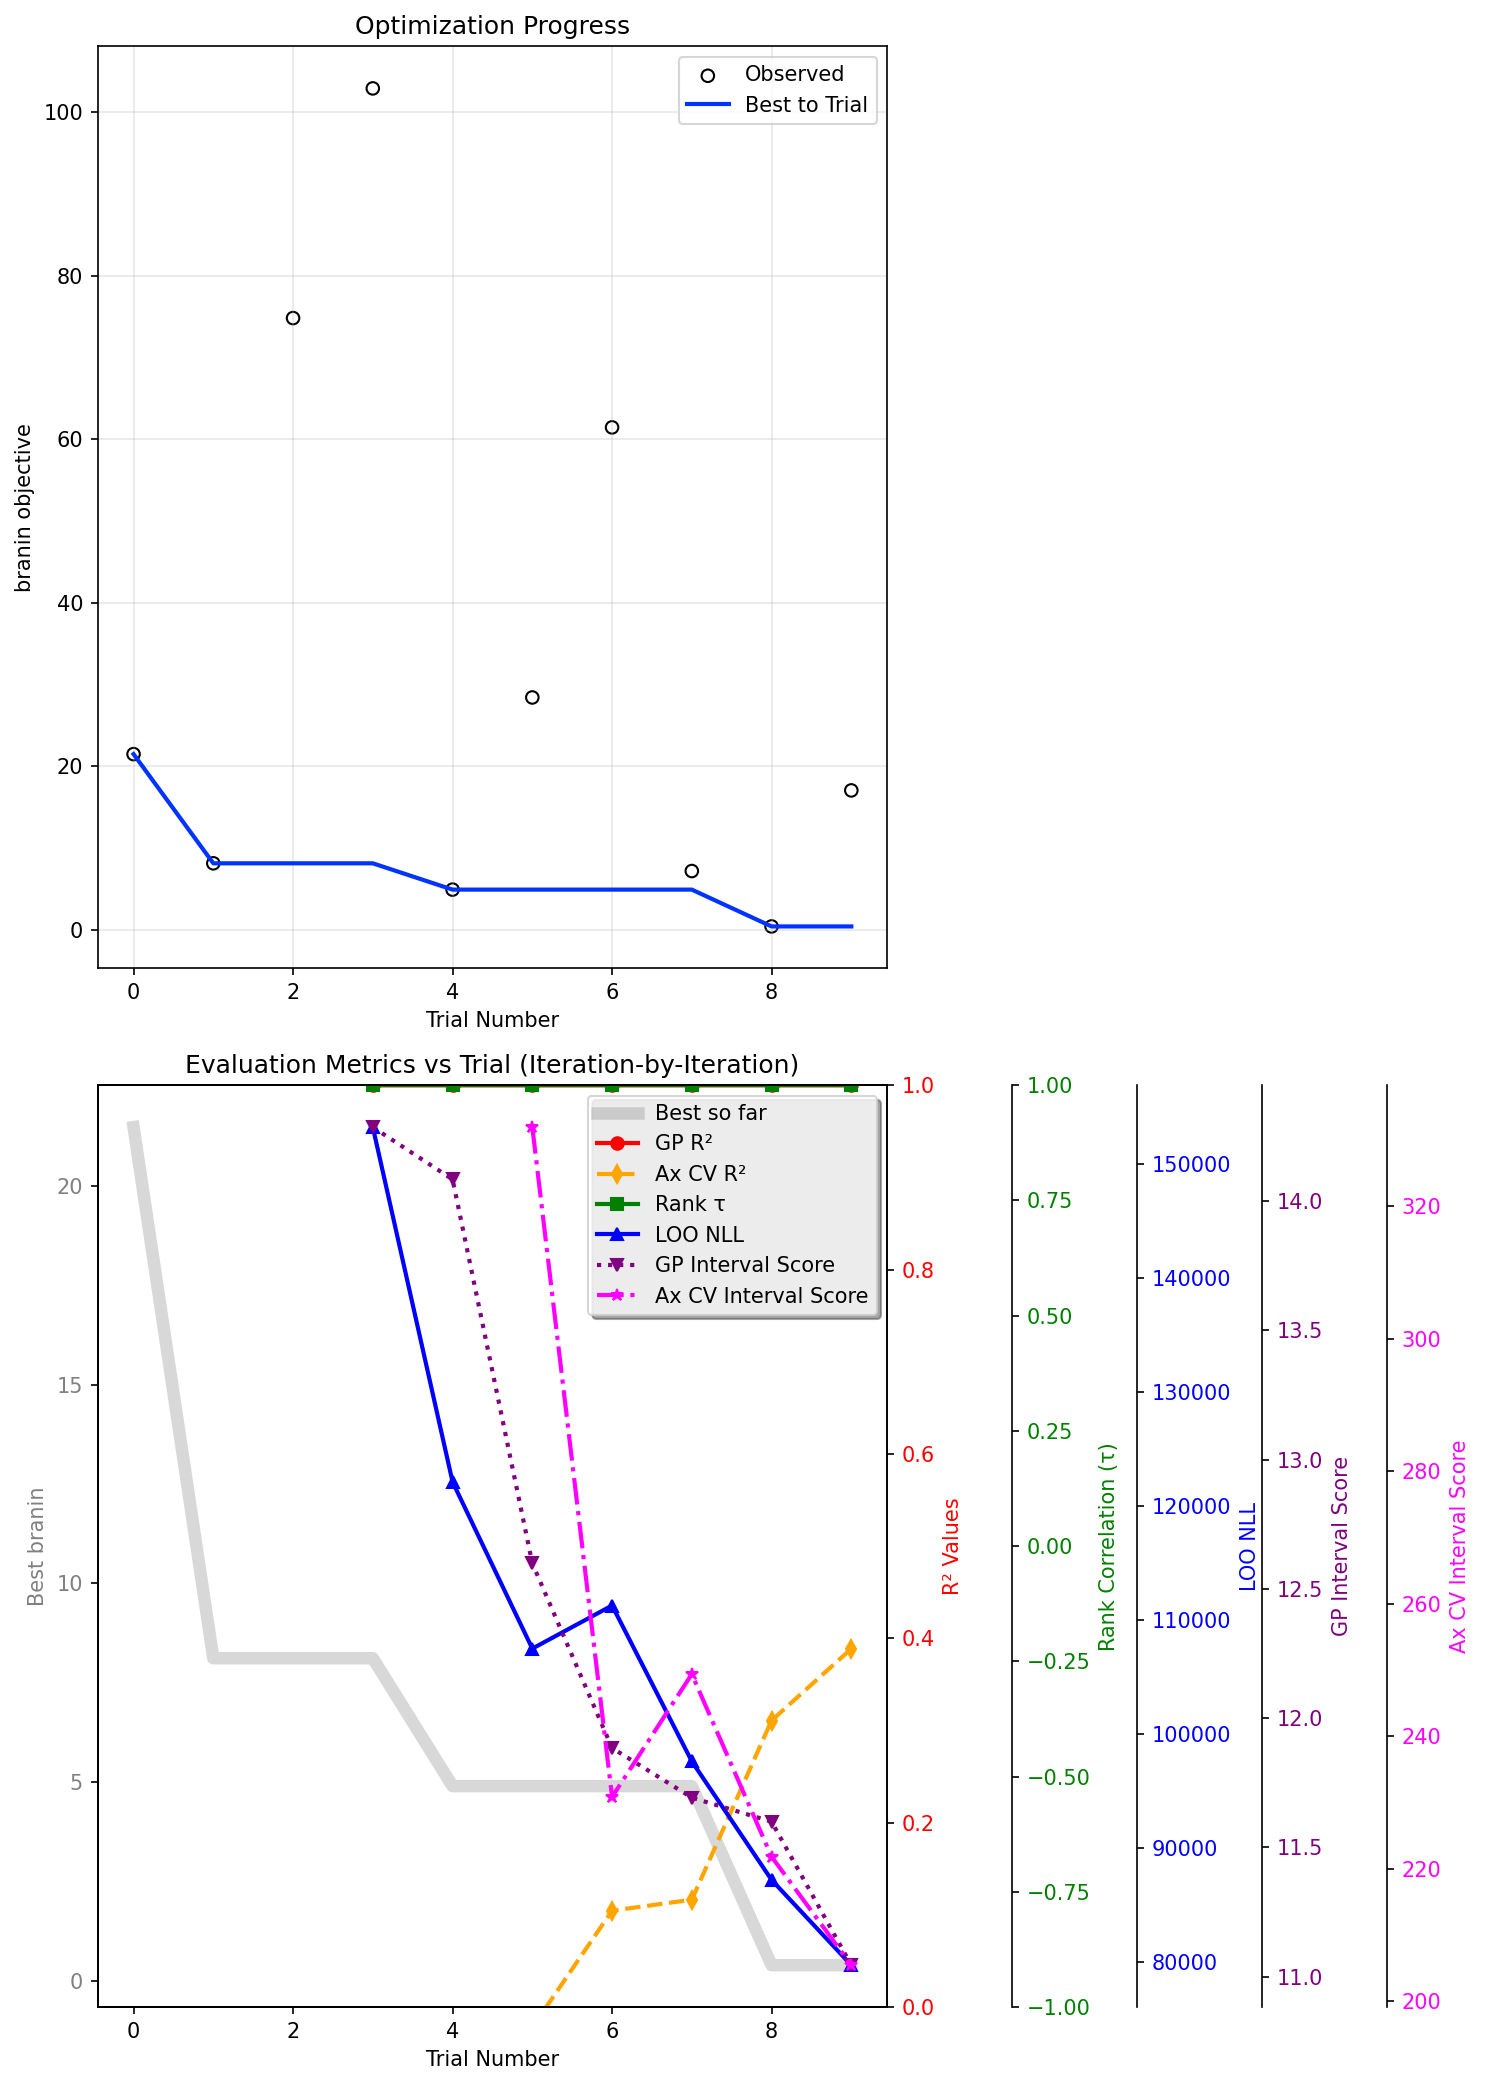 Optimization Progress
Observed
Best to Trial
branin objective
100
80
60
40
20
0
0 2 4 6 8
Trial Number
Evaluation Metrics vs Trial (Iteration-by-Iteration)
Best so far
GP R²
Ax CV R²
Rank τ
LOO NLL
GP Interval Score
Ax CV Interval Score
Best branin
20
15
10
5
0
0 2 4 6 8
Trial Number
1.0
0.8
0.6
0.4
0.2
0.0
R² Values
1.00
0.75
0.50
0.25
0.00
−0.25
−0.50
−0.75
−1.00
Rank Correlation (τ)
150000
140000
130000
120000
110000
100000
90000
80000
LOO NLL
14.0
13.5
13.0
12.5
12.0
11.5
11.0
GP Interval Score
320
300
280
260
240
220
200
Ax CV Interval Score